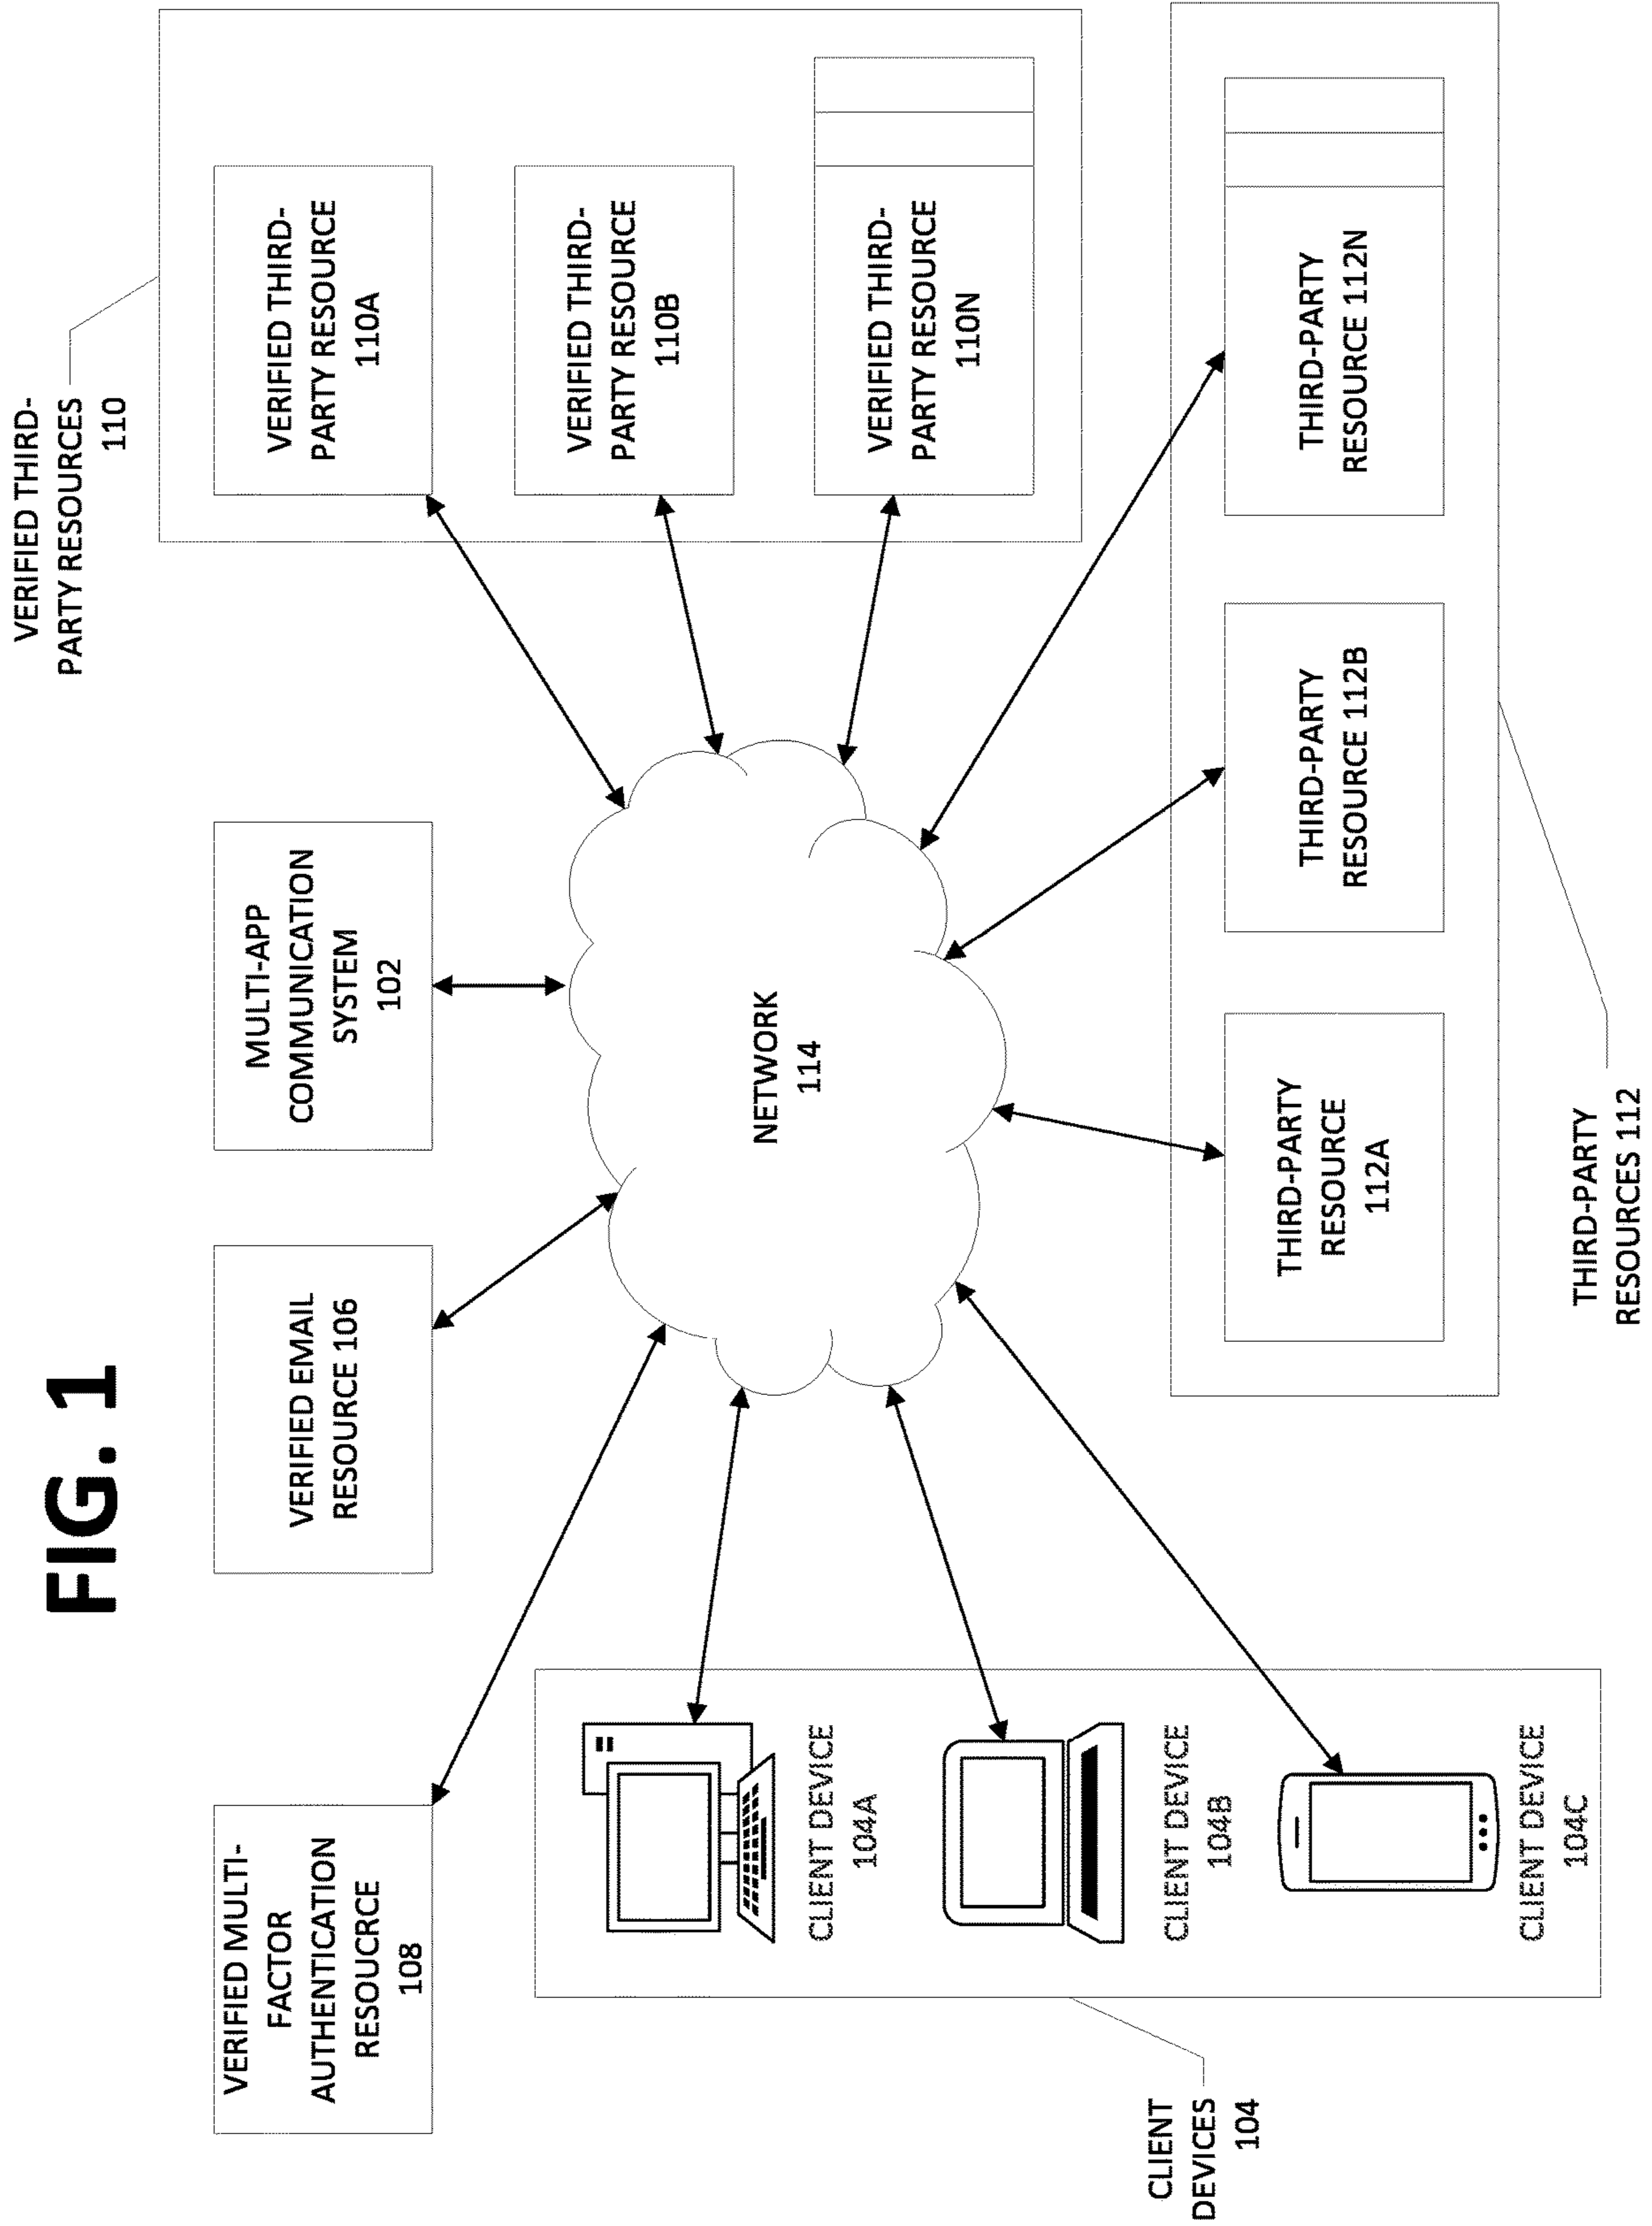 FIG. 1
VERIFIED MULTI-
FACTOR
AUTHENTICATION
RESOUCRCE
108
VERIFIED EMAIL
RESOURCE 106
MULTI-APP
COMMUNICATION
SYSTEM
102
VERIFIED THIRD-
PARTY RESOURCES
110
VERIFIED THIRD-
PARTY RESOURCE
110A
VERIFIED THIRD-
PARTY RESOURCE
110B
VERIFIED THIRD-
PARTY RESOURCE
110N
NETWORK
114
CLIENT DEVICE
104A
CLIENT DEVICE
104B
CLIENT DEVICE
104C
CLIENT
DEVICES
104
THIRD-PARTY
RESOURCE
112A
THIRD-PARTY
RESOURCE 112B
THIRD-PARTY
RESOURCE 112N
THIRD-PARTY
RESOURCES 112